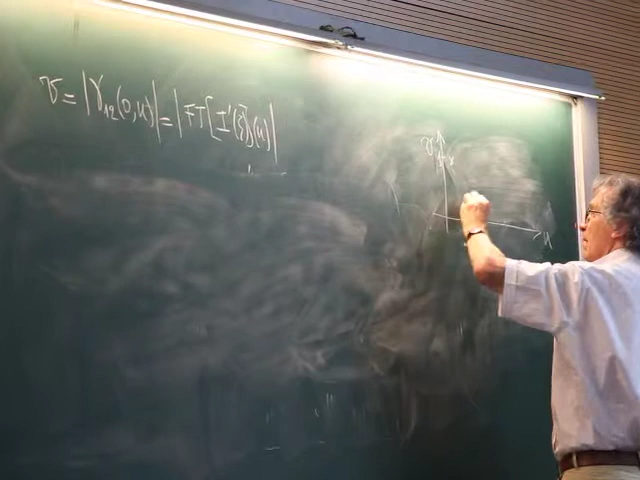 𝒱 = |γ₁₂(0,u)| = |FT[I'(ξ)](u)|
𝒱
u